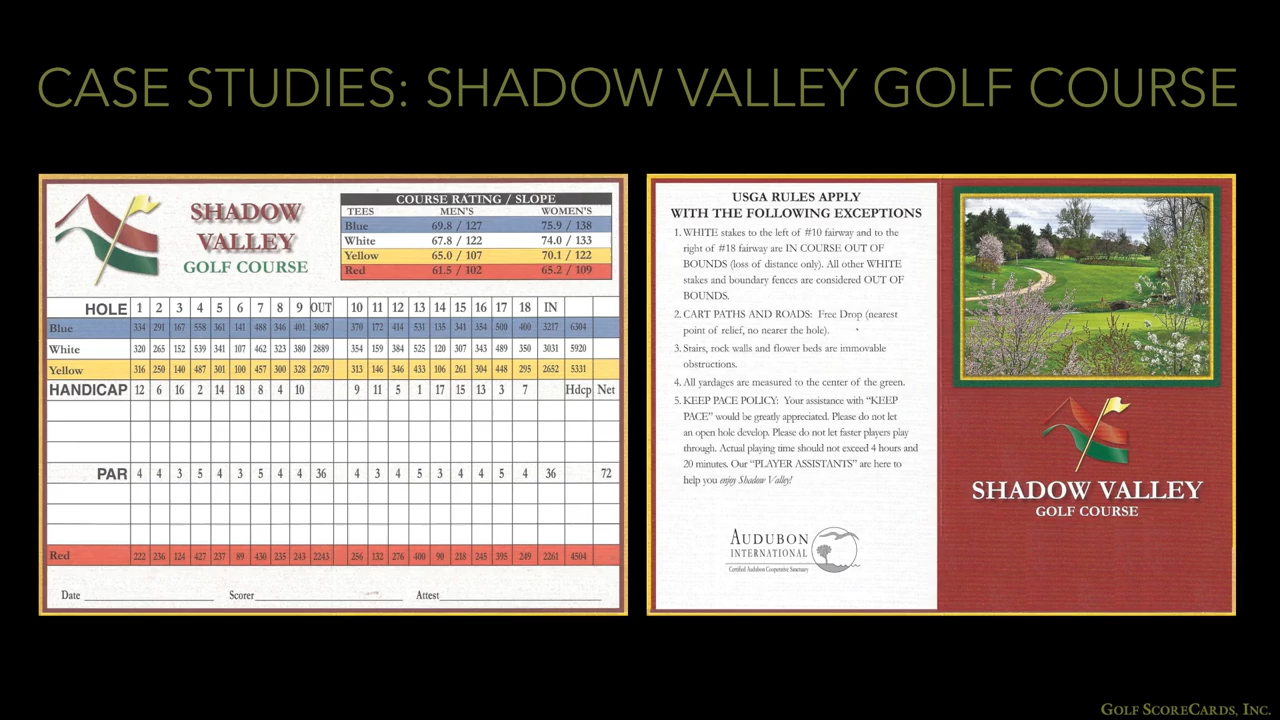 CASE STUDIES: SHADOW VALLEY GOLF COURSE
SHADOW
VALLEY
GOLF COURSE
COURSE RATING / SLOPE
TEES MEN'S WOMEN'S
Blue 69.8 / 127 75.9 / 138
White 67.8 / 122 74.0 / 133
Yellow 65.0 / 107 70.1 / 122
Red 61.5 / 102 65.2 / 109
HOLE 1 2 3 4 5 6 7 8 9 OUT 10 11 12 13 14 15 16 17 18 IN
Blue 334 291 167 558 361 141 488 346 401 3087 370 172 414 531 135 341 354 500 400 3217 6304
White 320 265 152 539 341 107 462 323 380 2889 354 159 384 525 120 307 343 489 350 3031 5920
Yellow 316 250 140 487 301 100 457 300 328 2679 313 146 346 433 106 261 304 448 295 2652 5331
HANDICAP 12 6 16 2 14 18 8 4 10 9 11 5 1 17 15 13 3 7 Hdcp Net
PAR 4 4 3 5 4 3 5 4 4 36 4 3 4 5 3 4 4 5 4 36 72
Red 222 236 124 427 237 89 430 235 243 2243 256 132 276 400 90 218 245 395 249 2261 4504
Date Scorer Attest
USGA RULES APPLY
WITH THE FOLLOWING EXCEPTIONS
1. WHITE stakes to the left of #10 fairway and to the
right of #18 fairway are IN COURSE OUT OF
BOUNDS (loss of distance only). All other WHITE
stakes and boundary fences are considered OUT OF
BOUNDS.
2. CART PATHS AND ROADS: Free Drop (nearest
point of relief, no nearer the hole).
3. Stairs, rock walls and flower beds are immovable
obstructions.
4. All yardages are measured to the center of the green.
5. KEEP PACE POLICY: Your assistance with "KEEP
PACE" would be greatly appreciated. Please do not let
an open hole develop. Please do not let faster players play
through. Actual playing time should not exceed 4 hours and
20 minutes. Our "PLAYER ASSISTANTS" are here to
help you enjoy Shadow Valley!
AUDUBON
INTERNATIONAL
Certified Audubon Cooperative Sanctuary
SHADOW VALLEY
GOLF COURSE
GOLF SCORECARDS, INC.